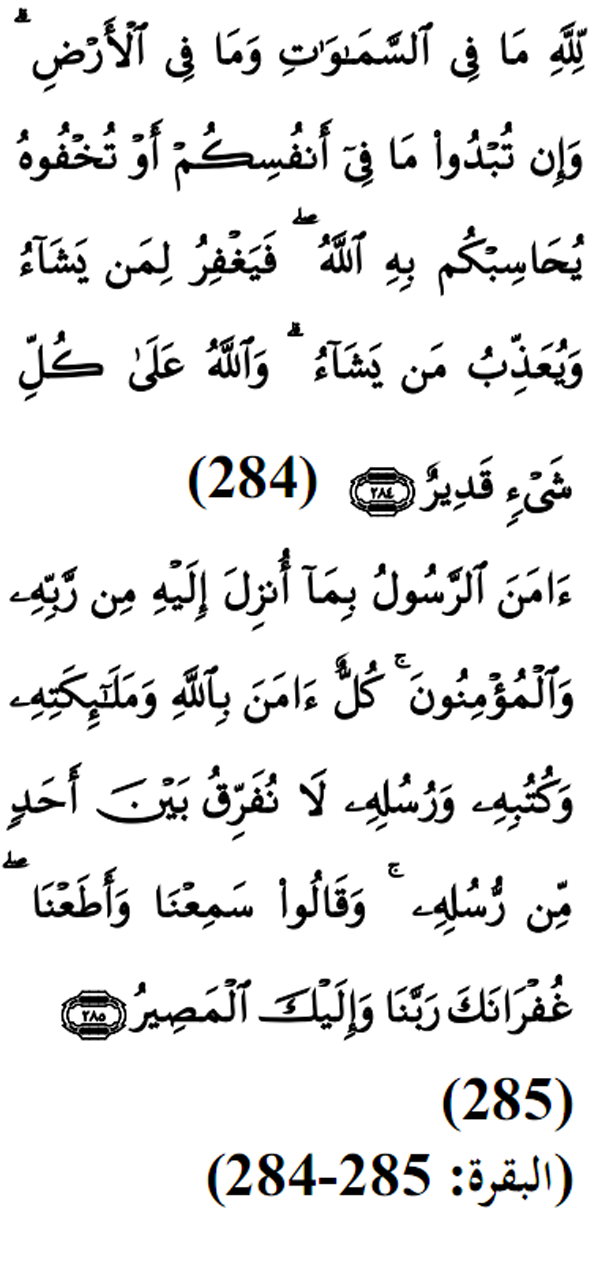 لِّلَّهِ مَا فِى ٱلسَّمَـٰوَٰتِ وَمَا فِى ٱلْأَرْضِ ۗ
وَإِن تُبْدُوا۟ مَا فِىٓ أَنفُسِكُمْ أَوْ تُخْفُوهُ
يُحَاسِبْكُم بِهِ ٱللَّهُ ۖ فَيَغْفِرُ لِمَن يَشَآءُ
وَيُعَذِّبُ مَن يَشَآءُ ۗ وَٱللَّهُ عَلَىٰ كُلِّ
شَىْءٍ قَدِيرٌ ﴿٢٨٤﴾ (284)
ءَامَنَ ٱلرَّسُولُ بِمَآ أُنزِلَ إِلَيْهِ مِن رَّبِّهِۦ
وَٱلْمُؤْمِنُونَ ۚ كُلٌّ ءَامَنَ بِٱللَّهِ وَمَلَـٰٓئِكَتِهِۦ
وَكُتُبِهِۦ وَرُسُلِهِۦ لَا نُفَرِّقُ بَيْنَ أَحَدٍ
مِّن رُّسُلِهِۦ ۚ وَقَالُوا۟ سَمِعْنَا وَأَطَعْنَا ۖ
غُفْرَانَكَ رَبَّنَا وَإِلَيْكَ ٱلْمَصِيرُ ﴿٢٨٥﴾
(285)
(البقرة: 285-284)